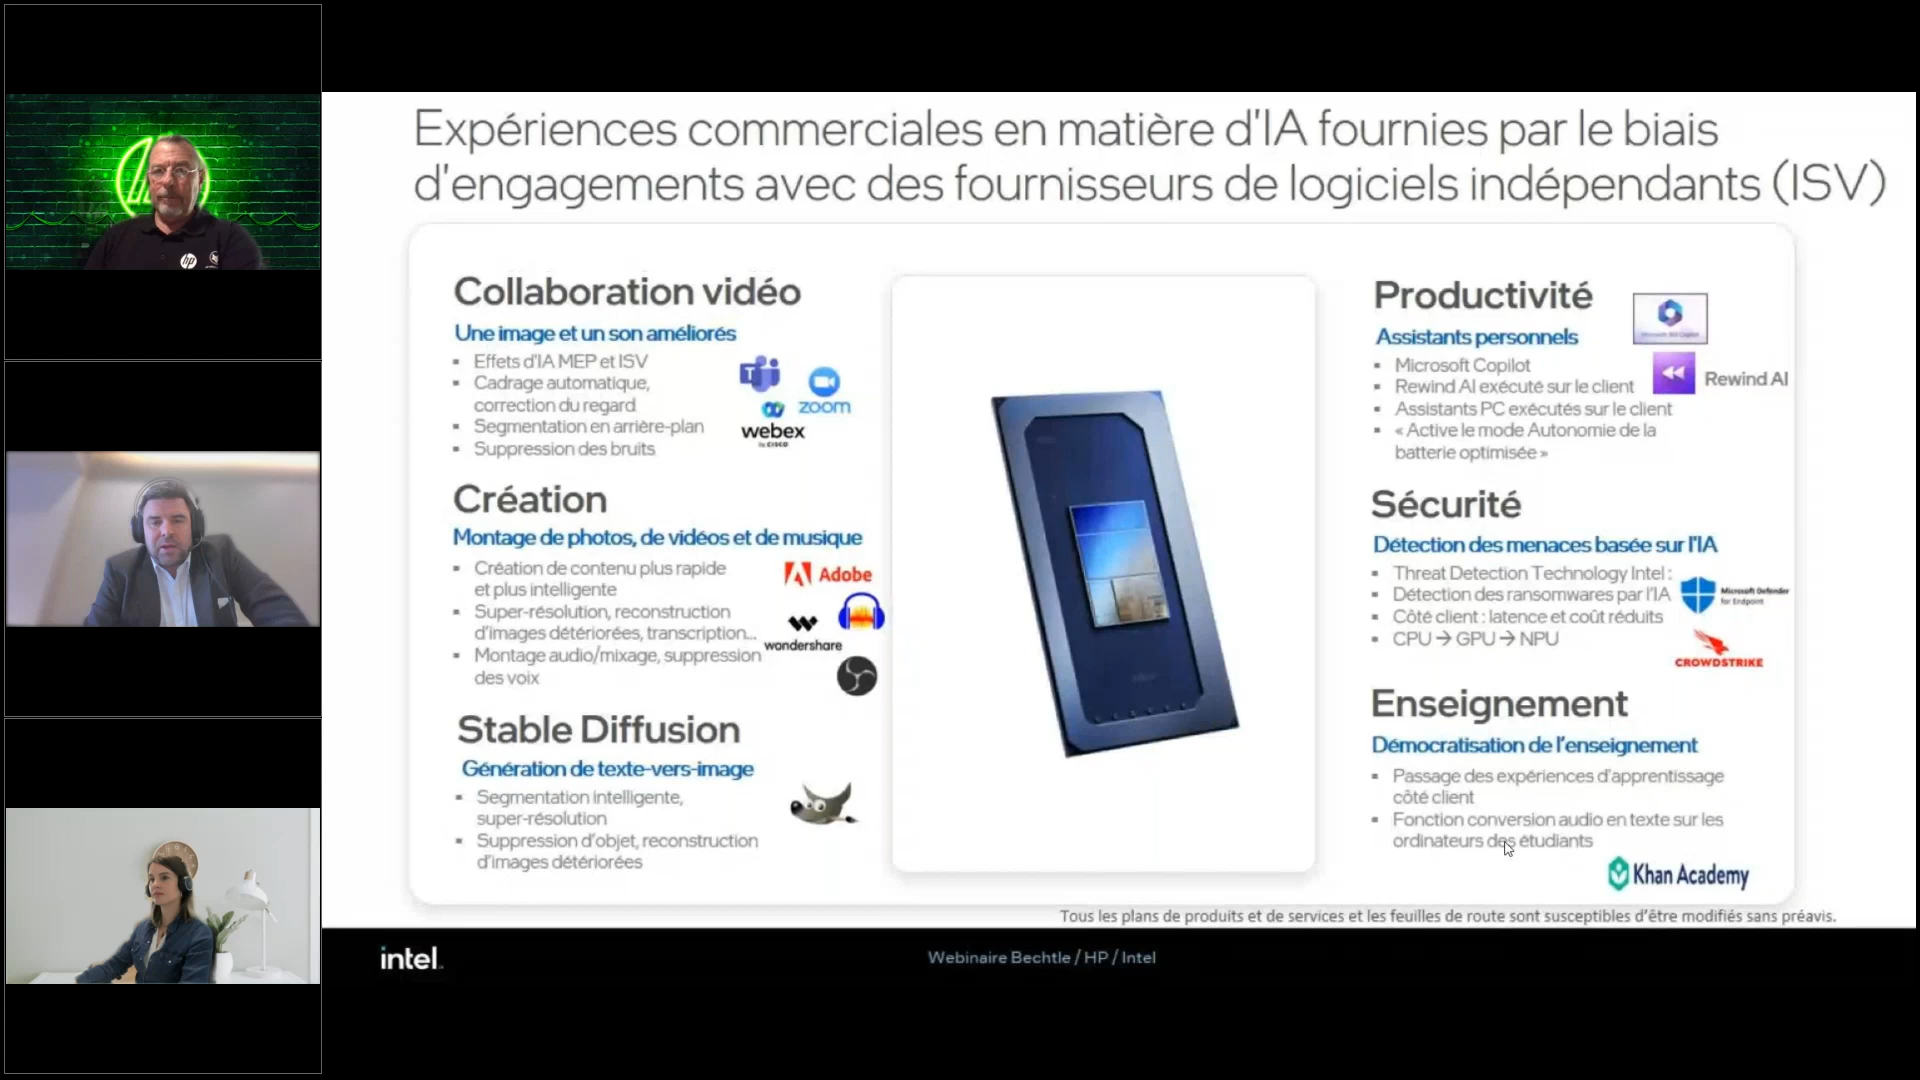 Expériences commerciales en matière d'IA fournies par le biais
d'engagements avec des fournisseurs de logiciels indépendants (ISV)
Collaboration vidéo
Une image et un son améliorés
▪ Effets d'IA MEP et ISV
▪ Cadrage automatique,
correction du regard
▪ Segmentation en arrière-plan
▪ Suppression des bruits
T
zoom
webex
by CISCO
Création
Montage de photos, de vidéos et de musique
▪ Création de contenu plus rapide
et plus intelligente
▪ Super-résolution, reconstruction
d'images détériorées, transcription...
▪ Montage audio/mixage, suppression
des voix
Adobe
wondershare
Stable Diffusion
Génération de texte-vers-image
▪ Segmentation intelligente,
super-résolution
▪ Suppression d'objet, reconstruction
d'images détériorées
Productivité
Assistants personnels
▪ Microsoft Copilot
▪ Rewind AI exécuté sur le client
▪ Assistants PC exécutés sur le client
▪ « Active le mode Autonomie de la
batterie optimisée »
Microsoft 365 Copilot
Rewind AI
Sécurité
Détection des menaces basée sur l'IA
▪ Threat Detection Technology Intel :
▪ Détection des ransomwares par l'IA
▪ Côté client : latence et coût réduits
▪ CPU → GPU → NPU
Microsoft Defender
for Endpoint
CROWDSTRIKE
Enseignement
Démocratisation de l'enseignement
▪ Passage des expériences d'apprentissage
côté client
▪ Fonction conversion audio en texte sur les
ordinateurs des étudiants
Khan Academy
Tous les plans de produits et de services et les feuilles de route sont susceptibles d'être modifiés sans préavis.
intel.
Webinaire Bechtle / HP / Intel
hp